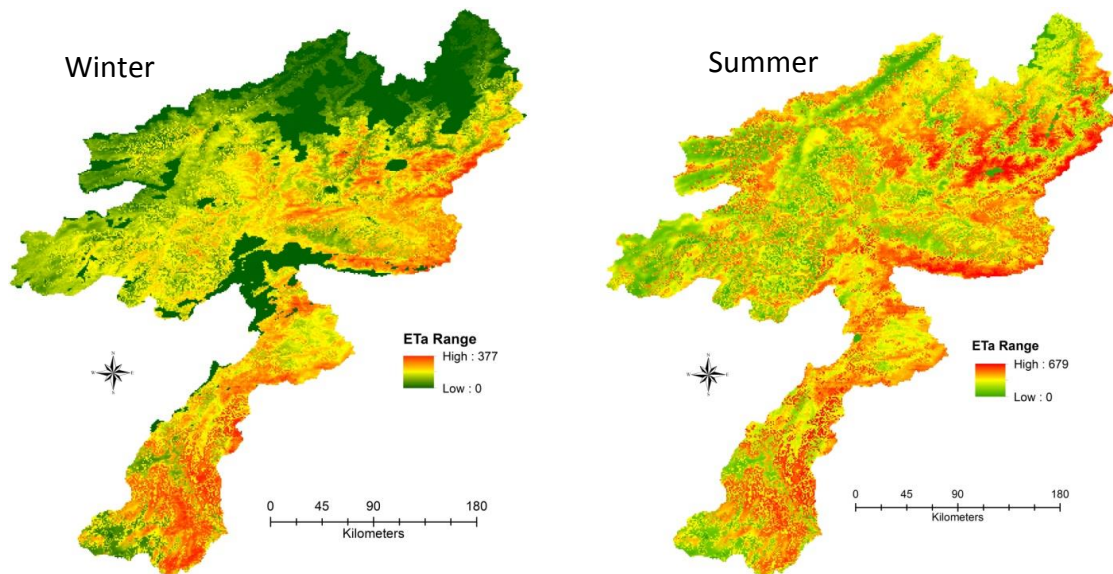 Winter
ETa Range
High : 377
Low : 0
N
W E
S
0 45 90 180
Kilometers
Summer
ETa Range
High : 679
Low : 0
N
W E
S
0 45 90 180
Kilometers